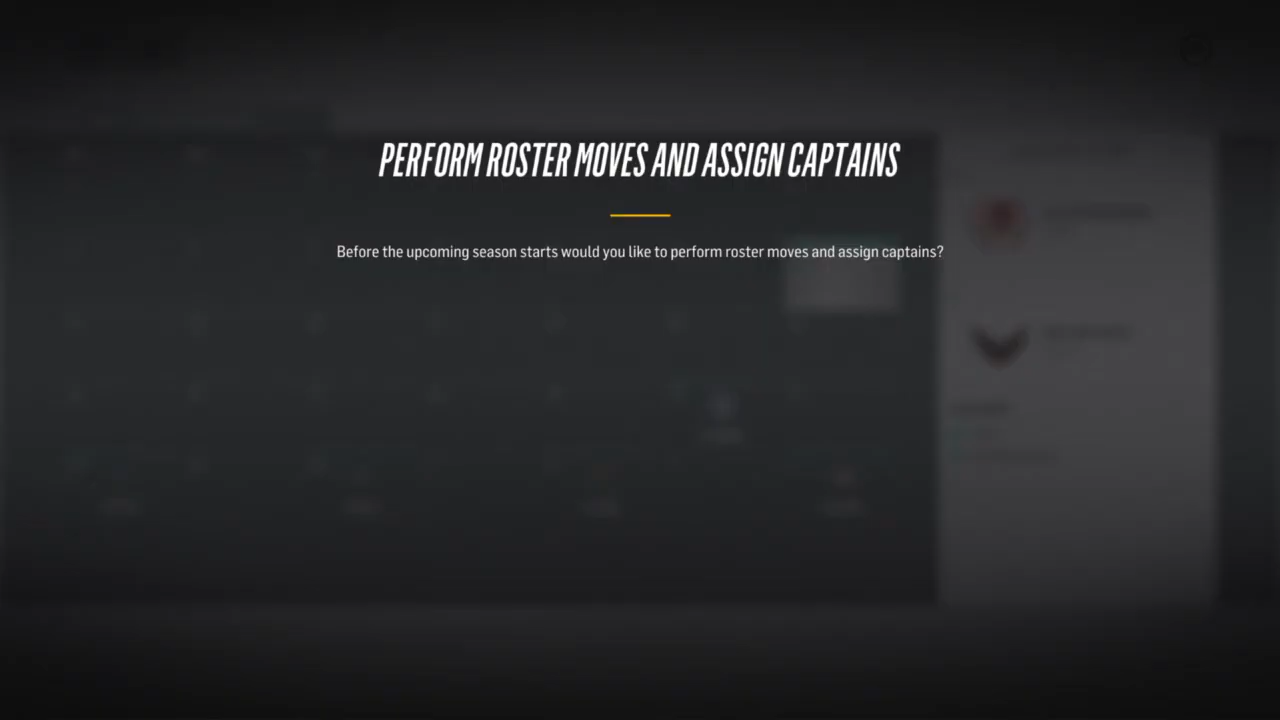 PERFORM ROSTER MOVES AND ASSIGN CAPTAINS
Before the upcoming season starts would you like to perform roster moves and assign captains?